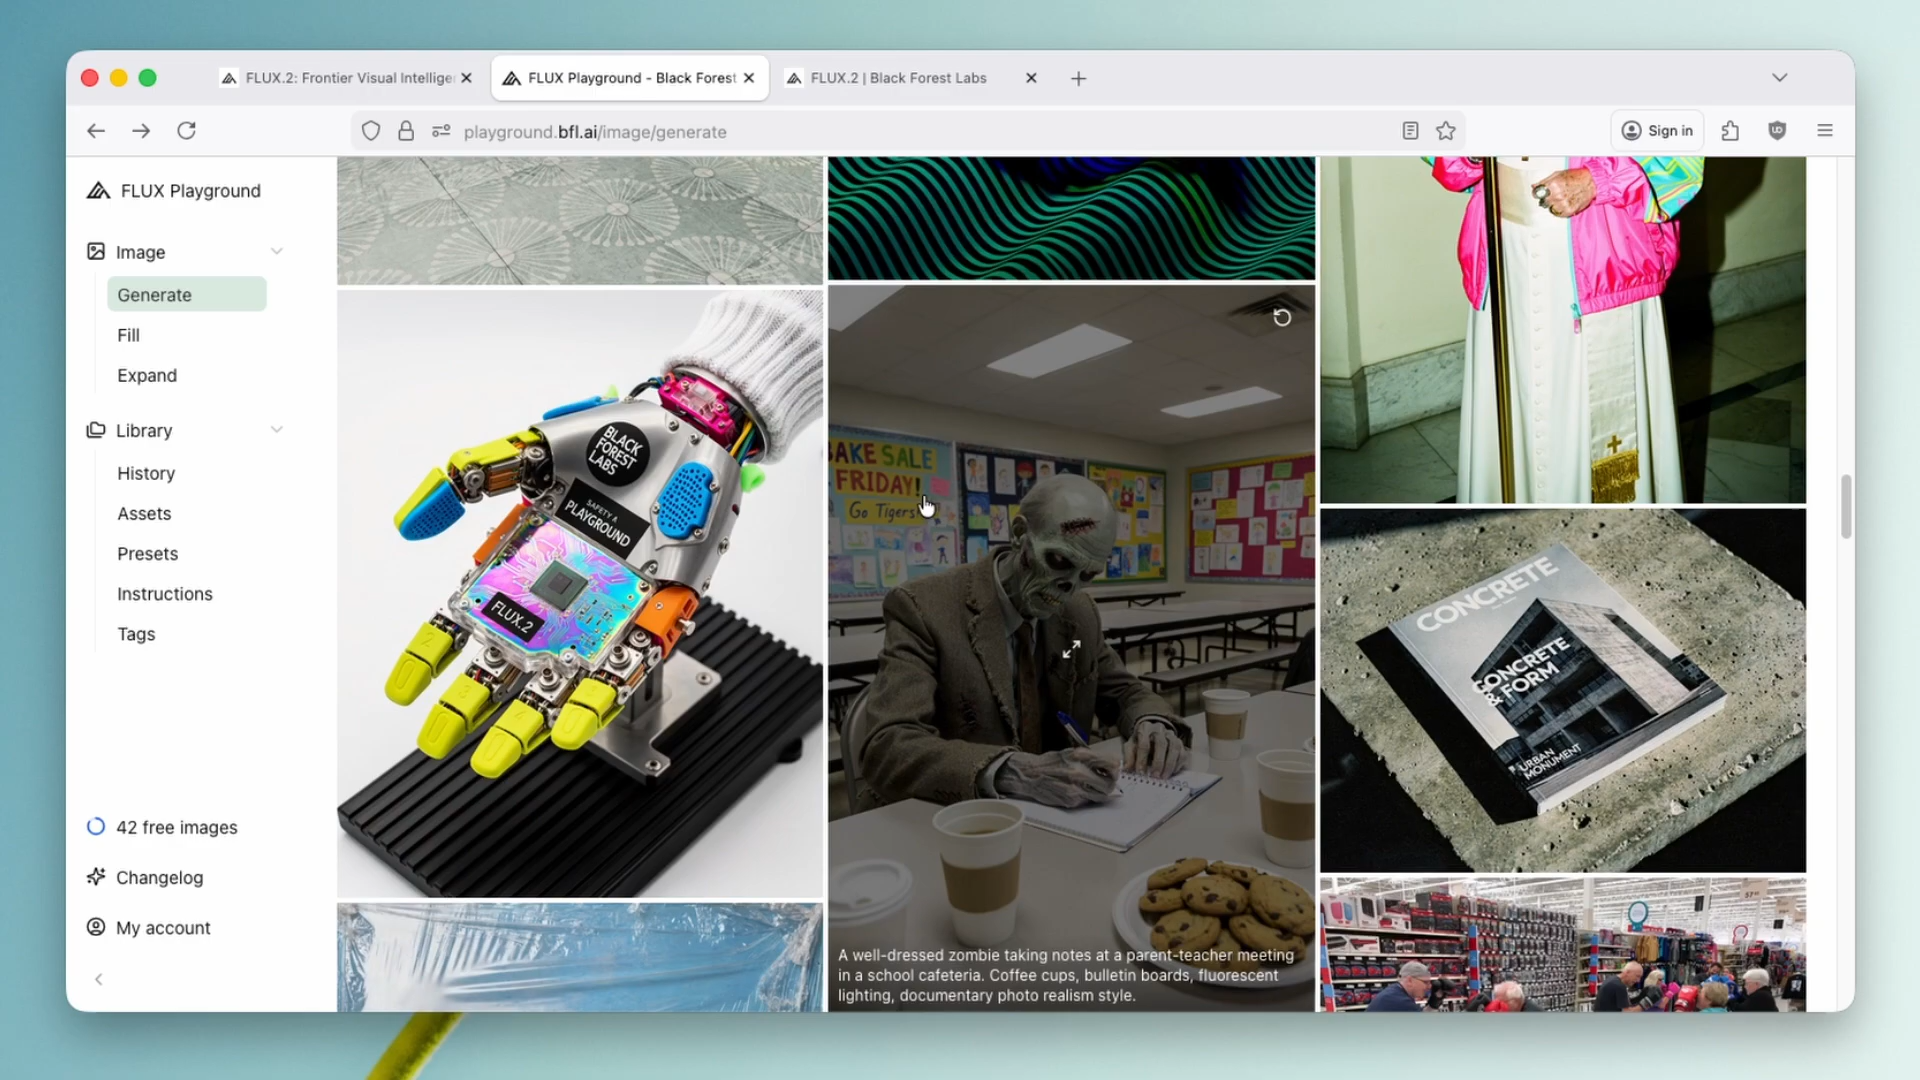 FLUX.2: Frontier Visual Intellige
FLUX Playground - Black Forest
FLUX.2 | Black Forest Labs
playground.bfl.ai/image/generate
Sign in
FLUX Playground
Image
Generate
Fill
Expand
Library
History
Assets
Presets
Instructions
Tags
42 free images
Changelog
My account
BLACK
FOREST
LABS
SAFETY &
PLAYGROUND
FLUX.2
BAKE SALE
FRIDAY!
Go Tigers!
A well-dressed zombie taking notes at a parent-teacher meeting
in a school cafeteria. Coffee cups, bulletin boards, fluorescent
lighting, documentary photo realism style.
CONCRETE
CONCRETE
& FORM
URBAN
MONUMENT